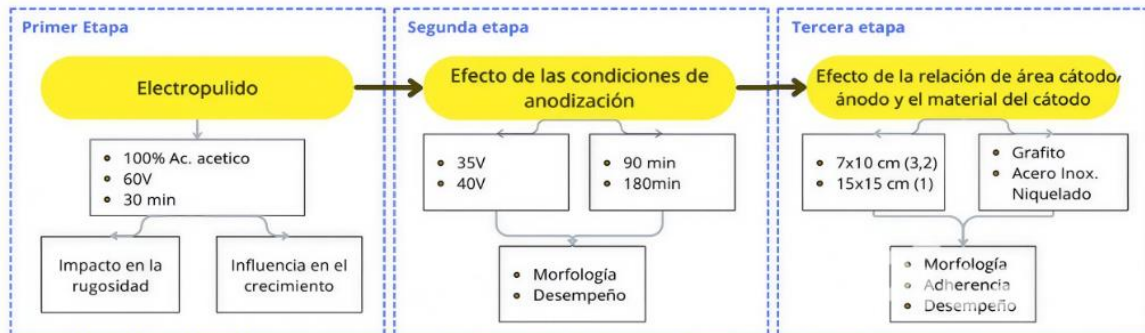 Primer Etapa
Electropulido
100% Ac. acetico
60V
30 min
Impacto en la
rugosidad
Influencia en el
crecimiento
Segunda etapa
Efecto de las condiciones de
anodización
35V
40V
90 min
180min
Morfología
Desempeño
Tercera etapa
Efecto de la relación de área cátodo,
ánodo y el material del cátodo
7x10 cm (3,2)
15x15 cm (1)
Grafito
Acero Inox.
Niquelado
Morfología
Adherencia
Desempeño